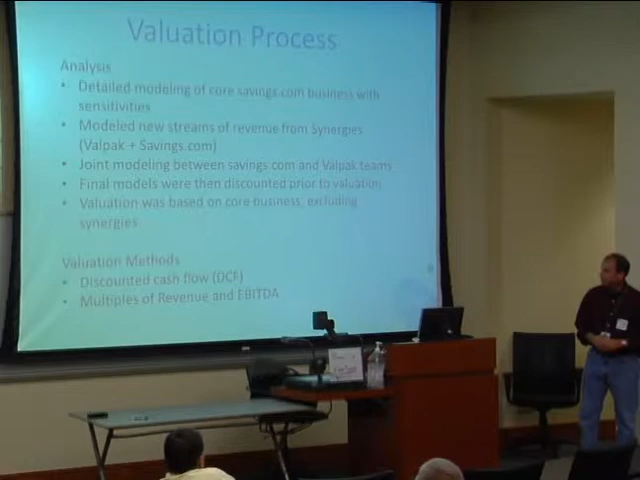 Valuation Process
Analysis
• Detailed modeling of core savings.com business with
sensitivities
• Modeled new streams of revenue from Synergies
(Valpak + Savings.com)
• Joint modeling between savings.com and Valpak teams
• Final models were then discounted prior to valuation
• Valuation was based on core business, excluding
synergies
Valuation Methods
• Discounted cash flow (DCF)
• Multiples of Revenue and EBITDA